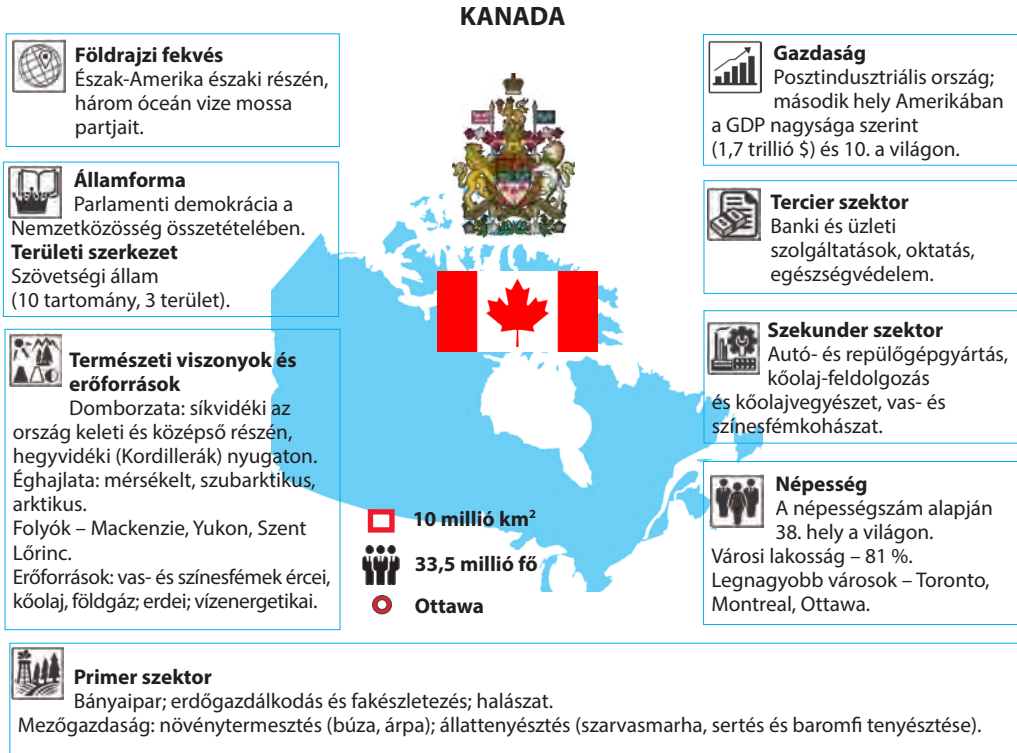 KANADA
Földrajzi fekvés
Észak-Amerika északi részén,
három óceán vize mossa
partjait.
Államforma
Parlamenti demokrácia a
Nemzetközösség összetételében.
Területi szerkezet
Szövetségi állam
(10 tartomány, 3 terület).
Természeti viszonyok és
erőforrások
Domborzata: síkvidéki az
ország keleti és középső részén,
hegyvidéki (Kordillerák) nyugaton.
Éghajlata: mérsékelt, szubarktikus,
arktikus.
Folyók – Mackenzie, Yukon, Szent
Lőrinc.
Erőforrások: vas- és színesfémek ércei,
kőolaj, földgáz; erdei; vízenergetikai.
10 millió km²
33,5 millió fő
Ottawa
Gazdaság
Posztindusztriális ország;
második hely Amerikában
a GDP nagysága szerint
(1,7 trillió $) és 10. a világon.
Tercier szektor
Banki és üzleti
szolgáltatások, oktatás,
egészségvédelem.
Szekunder szektor
Autó- és repülőgépgyártás,
kőolaj-feldolgozás
és kőolajvegyészet, vas- és
színesfémkohászat.
Népesség
A népességszám alapján
38. hely a világon.
Városi lakosság – 81 %.
Legnagyobb városok – Toronto,
Montreal, Ottawa.
Primer szektor
Bányaipar; erdőgazdálkodás és fakészletezés; halászat.
Mezőgazdaság: növénytermesztés (búza, árpa); állattenyésztés (szarvasmarha, sertés és baromfi tenyésztése).